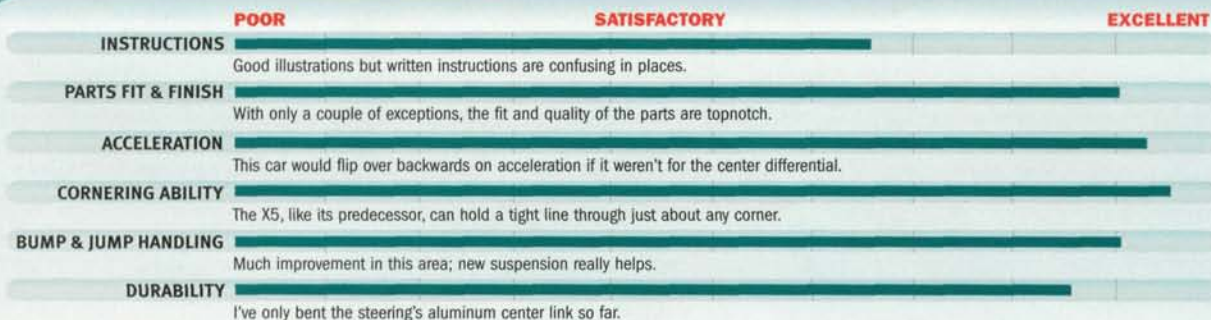 POOR SATISFACTORY EXCELLENT
INSTRUCTIONS
Good illustrations but written instructions are confusing in places.
PARTS FIT & FINISH
With only a couple of exceptions, the fit and quality of the parts are topnotch.
ACCELERATION
This car would flip over backwards on acceleration if it weren't for the center differential.
CORNERING ABILITY
The X5, like its predecessor, can hold a tight line through just about any corner.
BUMP & JUMP HANDLING
Much improvement in this area; new suspension really helps.
DURABILITY
I've only bent the steering's aluminum center link so far.